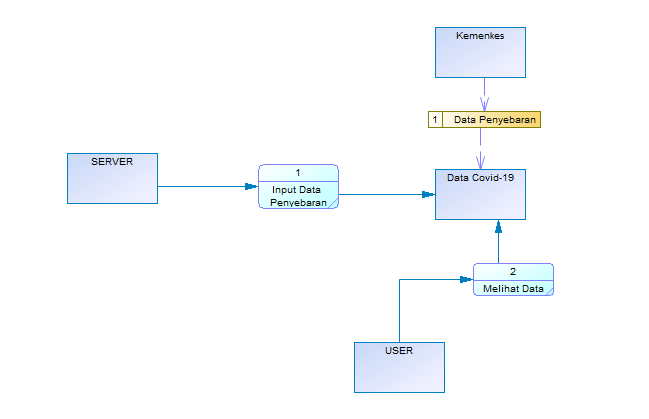 Kemenkes
1 Data Penyebaran
SERVER
1
Input Data
Penyebaran
Data Covid-19
2
Melihat Data
USER